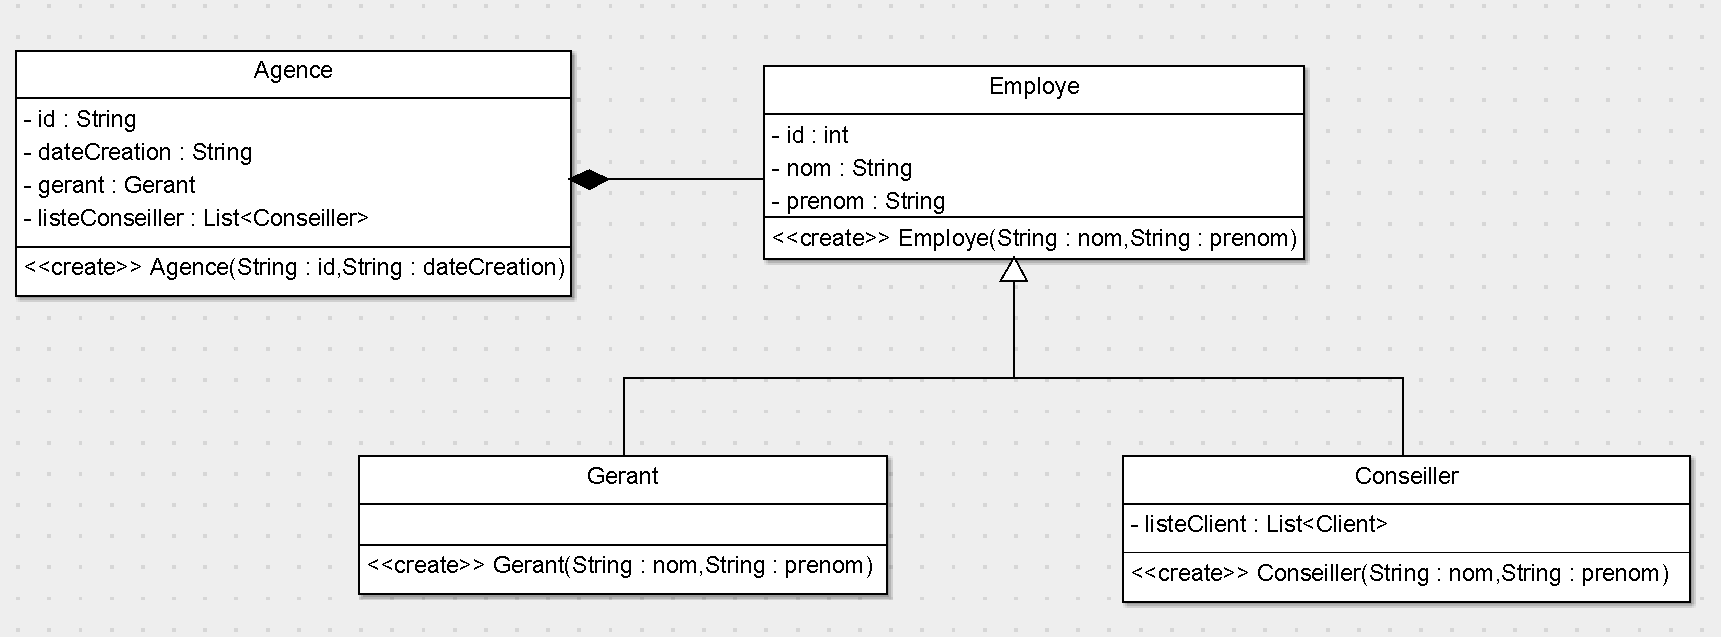 Agence
- id : String
- dateCreation : String
- gerant : Gerant
- listeConseiller : List<Conseiller>
<<create>> Agence(String : id,String : dateCreation)
Employe
- id : int
- nom : String
- prenom : String
<<create>> Employe(String : nom,String : prenom)
Gerant
<<create>> Gerant(String : nom,String : prenom)
Conseiller
- listeClient : List<Client>
<<create>> Conseiller(String : nom,String : prenom)